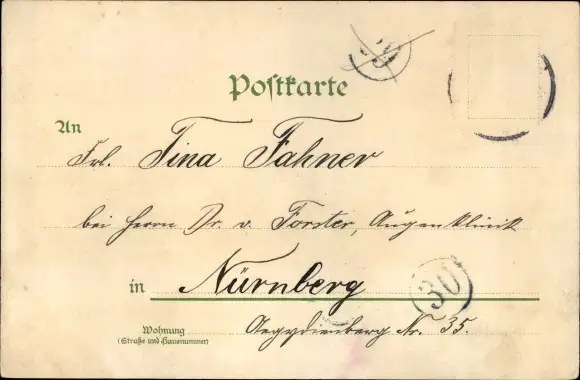 Postkarte
An
Frl. Tina Fahner
bei Herrn Dr. v. Forster, Augenklinik
in Nürnberg
30
Aegydienberg Nr. 35.
Wohnung
(Straße und Hausnummer)